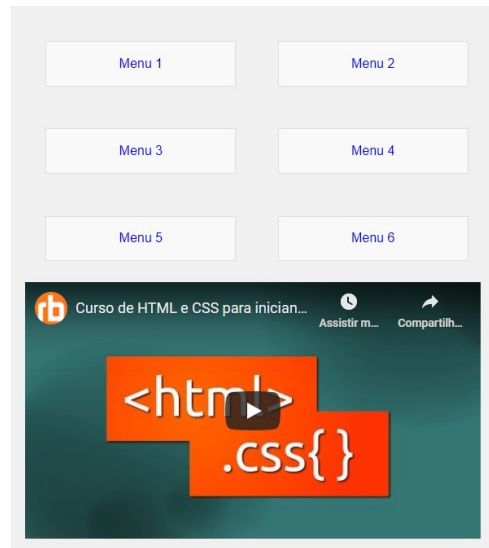 Menu 1 Menu 2
Menu 3 Menu 4
Menu 5 Menu 6
rb Curso de HTML e CSS para inician...
Assistir m... Compartilh...
<html>
.css{}